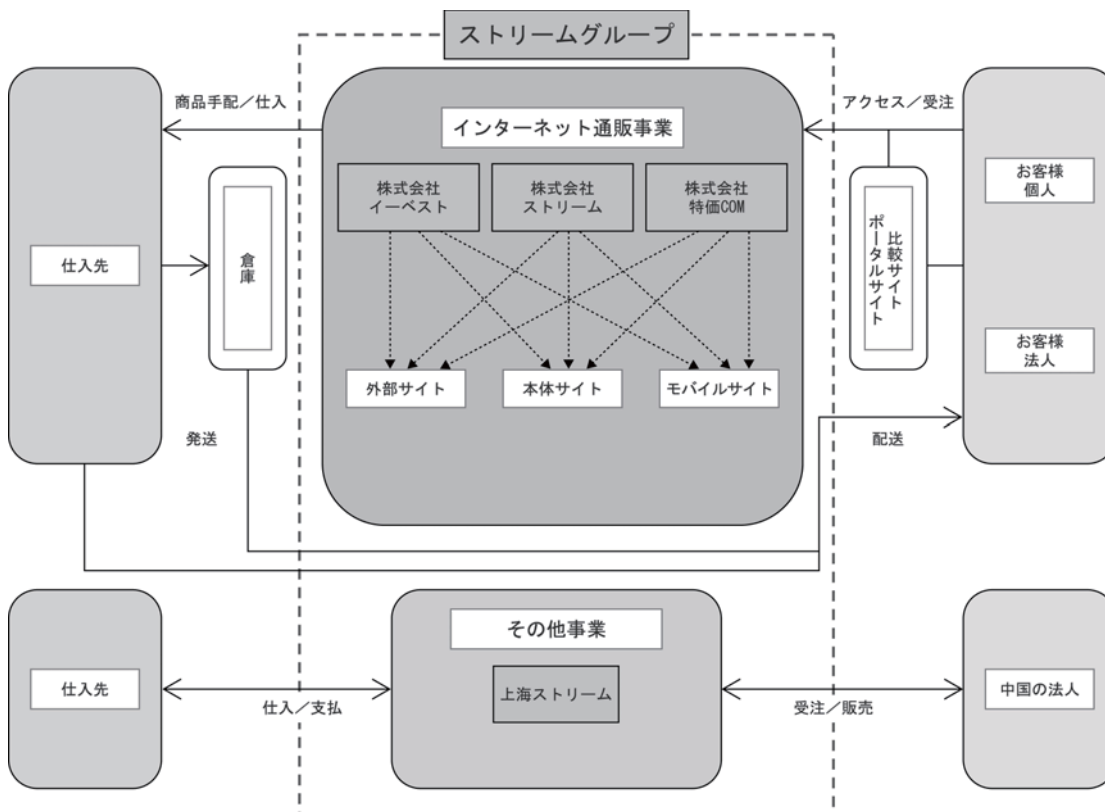 ストリームグループ
商品手配／仕入
アクセス／受注
インターネット通販事業
株式会社
イーベスト
株式会社
ストリーム
株式会社
特価COM
お客様
個人
仕入先
倉庫
比較サイト
ポータルサイト
お客様
法人
外部サイト
本体サイト
モバイルサイト
発送
配送
その他事業
仕入先
上海ストリーム
中国の法人
仕入／支払
受注／販売